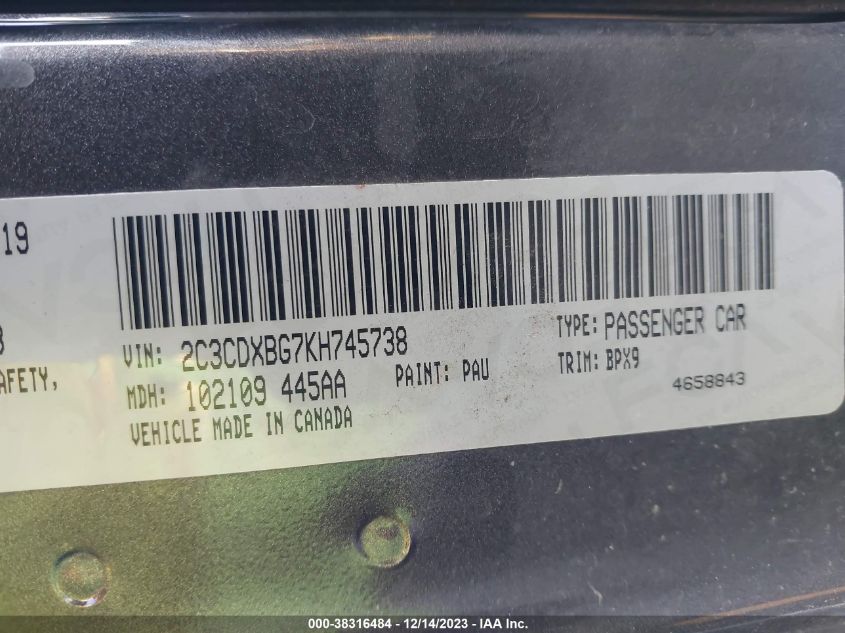 19
VIN: 2C3CDXBG7KH745738
TYPE: PASSENGER CAR
AFETY,
MDH: 102109 445AA
PAINT: PAU
TRIM: BPX9
4658843
VEHICLE MADE IN CANADA
000-38316484 - 12/14/2023 - IAA Inc.